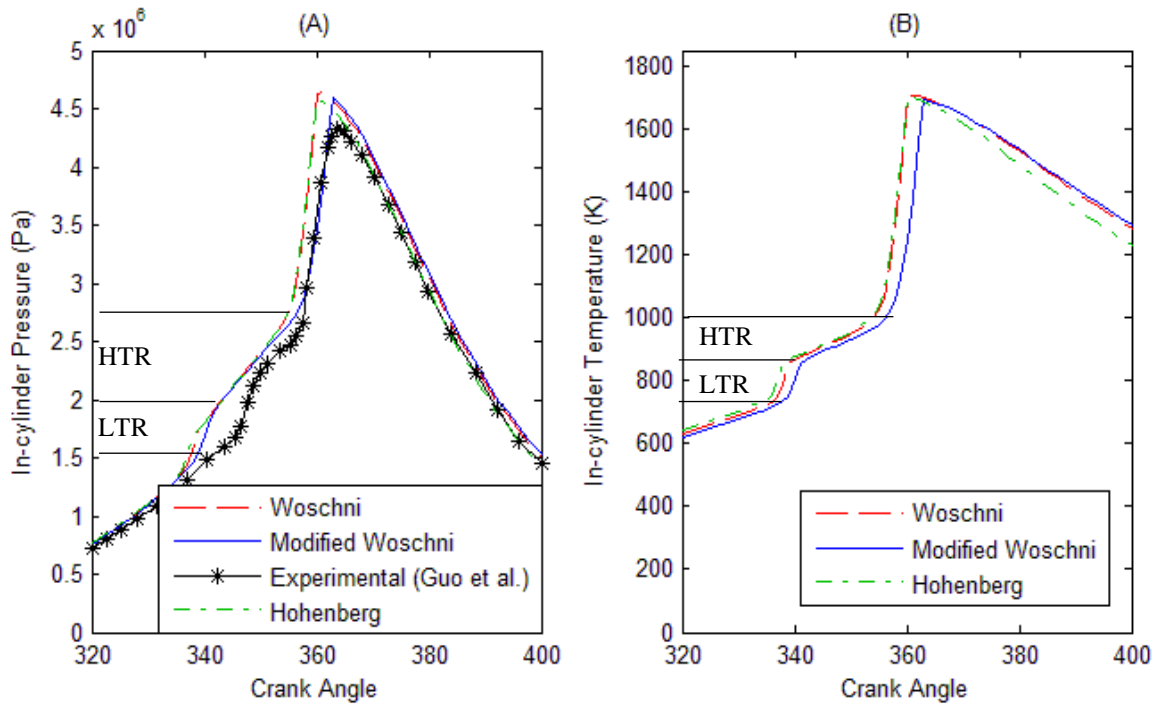 (A)
x 10⁶
5
4.5
4
3.5
3
2.5
2
1.5
1
0.5
0
In-cylinder Pressure (Pa)
HTR
LTR
Woschni
Modified Woschni
Experimental (Guo et al.)
Hohenberg
320 340 360 380 400
Crank Angle
(B)
1800
1600
1400
1200
1000
800
600
400
200
0
In-cylinder Temperature (K)
HTR
LTR
Woschni
Modified Woschni
Hohenberg
320 340 360 380 400
Crank Angle